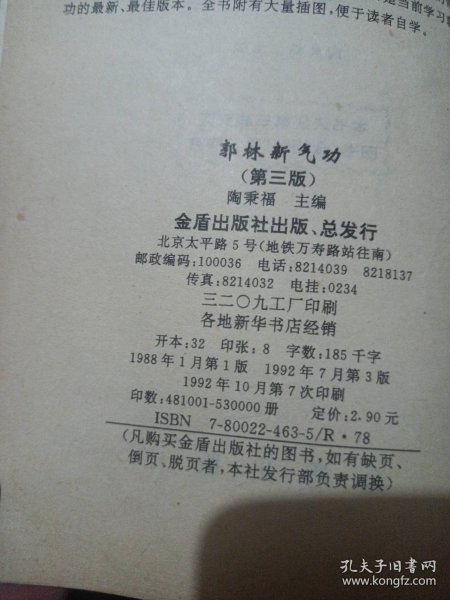 是当前学习
功的最新、最佳版本。全书附有大量插图,便于读者自学。
郭林新气功
(第三版)
陶秉福 主编
金盾出版社出版、总发行
北京太平路5号(地铁万寿路站往南)
邮政编码:100036 电话:8214039 8218137
传真:8214032 电挂:0234
三二〇九工厂印刷
各地新华书店经销
开本:32 印张:8 字数:185千字
1988年1月第1版 1992年7月第3版
1992年10月第7次印刷
印数:481001-530000册 定价:2.90元
ISBN 7-80022-463-5/R·78
(凡购买金盾出版社的图书,如有缺页、
倒页、脱页者,本社发行部负责调换)
孔夫子旧书网
www.kongfz.com